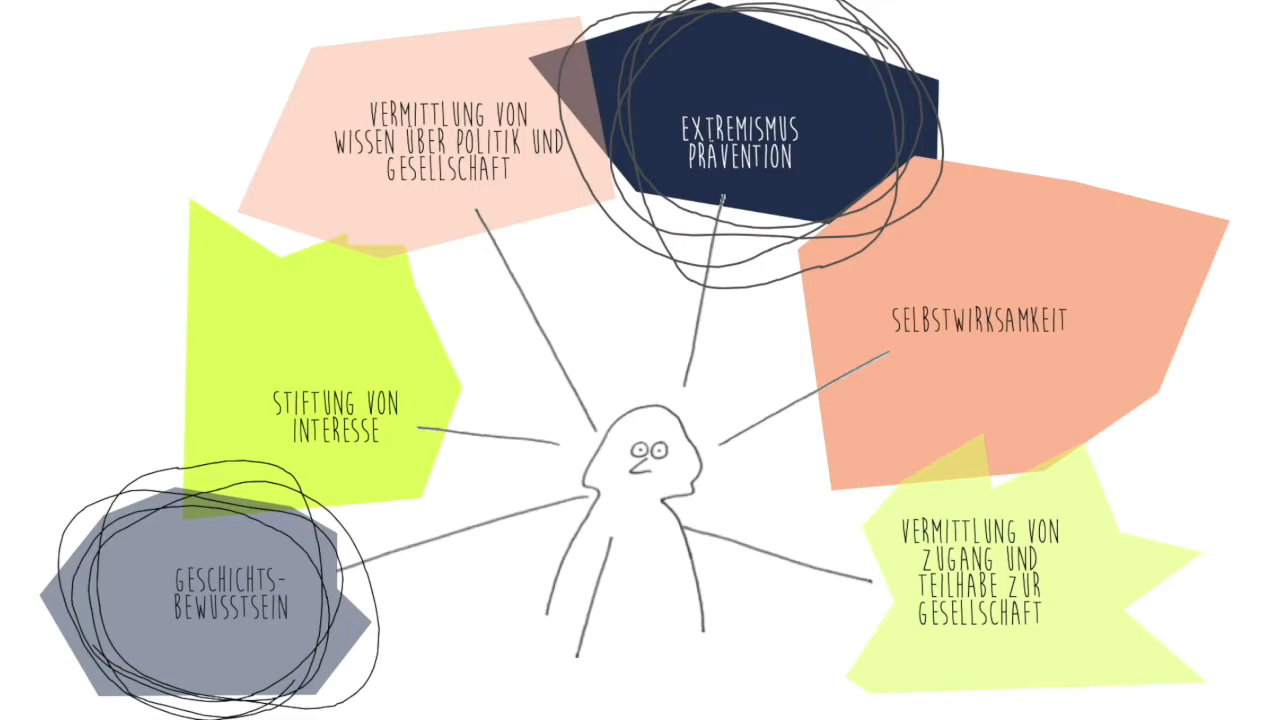 VERMITTLUNG VON
WISSEN ÜBER POLITIK UND
GESELLSCHAFT
EXTREMISMUS
PRÄVENTION
SELBSTWIRKSAMKEIT
STIFTUNG VON
INTERESSE
GESCHICHTS-
BEWUSSTSEIN
VERMITTLUNG VON
ZUGANG UND
TEILHABE ZUR
GESELLSCHAFT